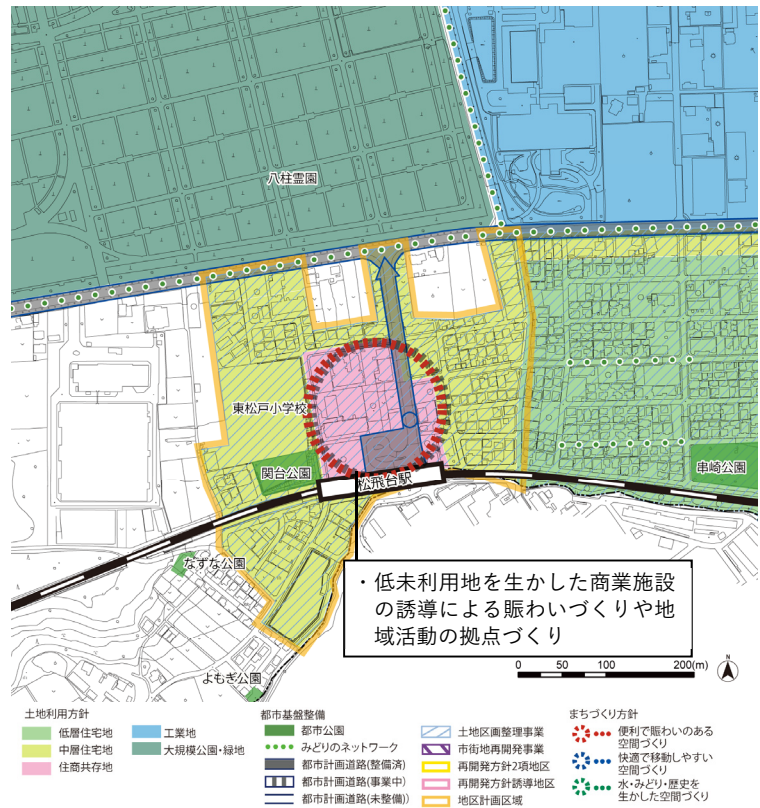 八柱霊園
東松戸小学校
関台公園
松飛台駅
串崎公園
なずな公園
よもぎ公園
・低未利用地を生かした商業施設
の誘導による賑わいづくりや地
域活動の拠点づくり
0 50 100 200(m)
N
土地利用方針
低層住宅地
中層住宅地
住商共存地
工業地
大規模公園・緑地
都市基盤整備
都市公園
みどりのネットワーク
都市計画道路(整備済)
都市計画道路(事業中)
都市計画道路(未整備))
土地区画整理事業
市街地再開発事業
再開発方針2項地区
再開発方針誘導地区
地区計画区域
まちづくり方針
便利で賑わいのある
空間づくり
快適で移動しやすい
空間づくり
水・みどり・歴史を
生かした空間づくり